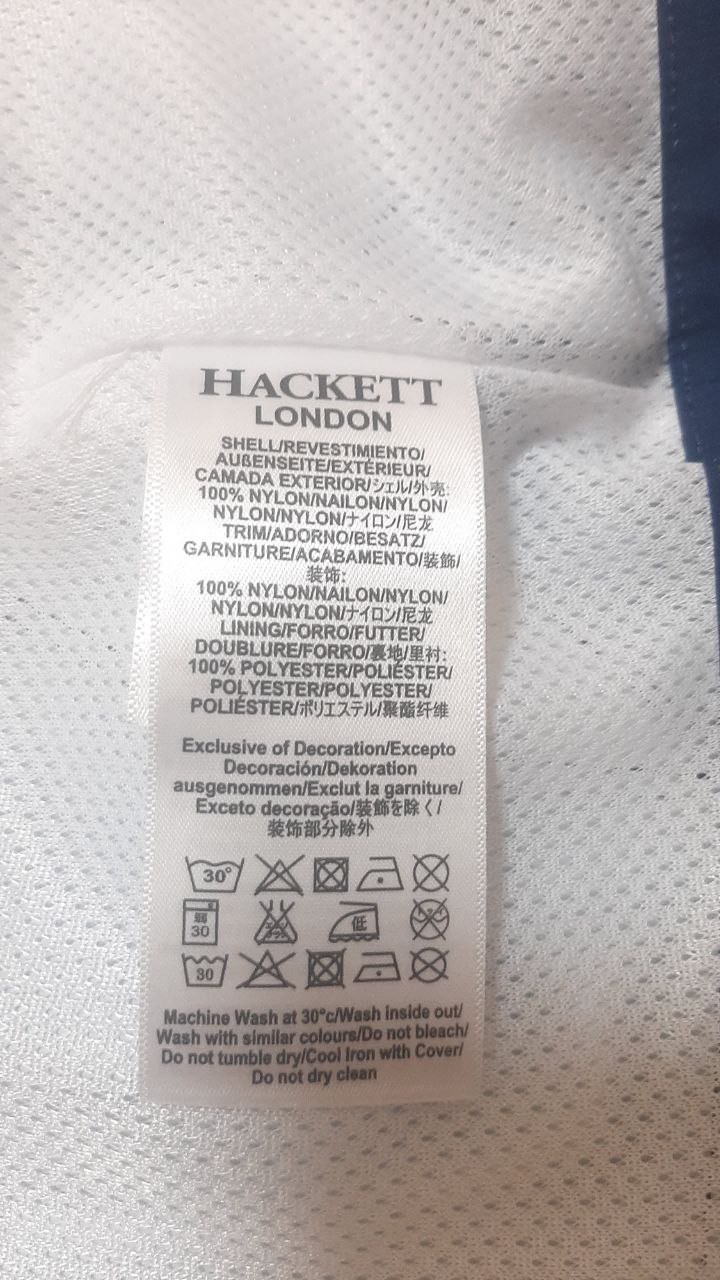 HACKETT
LONDON
SHELL/REVESTIMIENTO/
AUßENSEITE/EXTÉRIEUR/
CAMADA EXTERIOR/シェル/外壳:
100% NYLON/NAILON/NYLON/
NYLON/NYLON/ナイロン/尼龙
TRIM/ADORNO/BESATZ/
GARNITURE/ACABAMENTO/装飾/
装饰:
100% NYLON/NAILON/NYLON/
NYLON/NYLON/ナイロン/尼龙
LINING/FORRO/FUTTER/
DOUBLURE/FORRO/裏地/里衬:
100% POLYESTER/POLIÉSTER/
POLYESTER/POLYESTER/
POLIÉSTER/ポリエステル/聚酯纤维
Exclusive of Decoration/Excepto
Decoración/Dekoration
ausgenommen/Exclut la garniture/
Exceto decoração/装飾を除く/
装饰部分除外
30°
弱 低
30
30
Machine Wash at 30°c/Wash inside out/
Wash with similar colours/Do not bleach/
Do not tumble dry/Cool Iron with Cover/
Do not dry clean